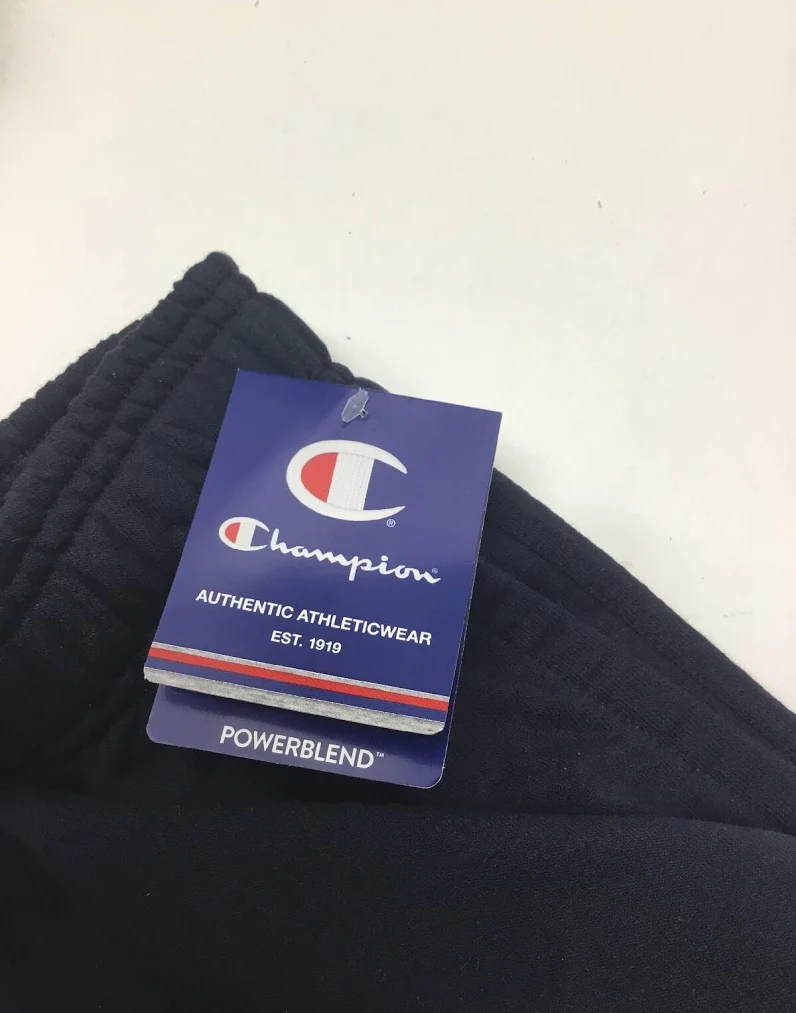 ®
Champion®
AUTHENTIC ATHLETICWEAR
EST. 1919
POWERBLEND™